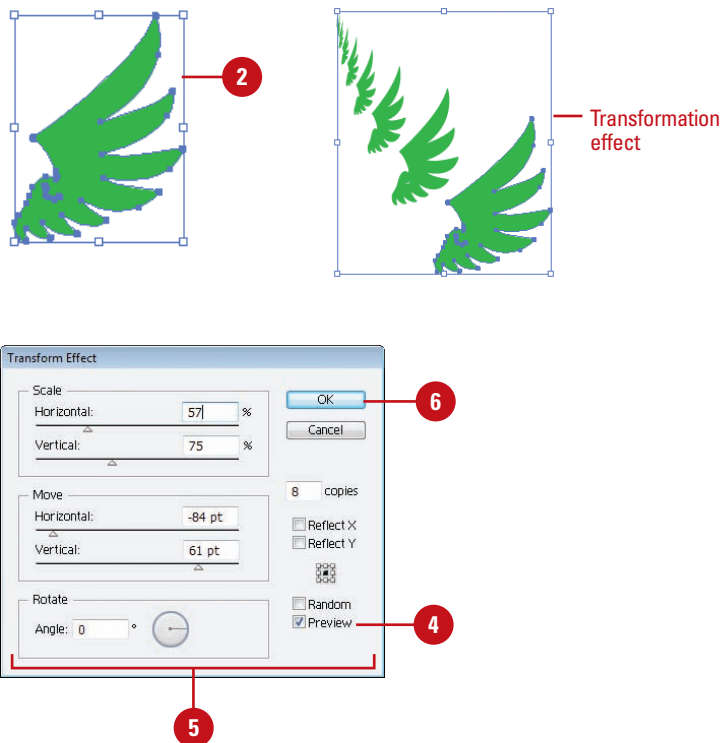 2
Transformation
effect
Transform Effect
Scale
Horizontal: 57 %
Vertical: 75 %
Move
Horizontal: -84 pt
Vertical: 61 pt
Rotate
Angle: 0 °
OK
Cancel
8 copies
Reflect X
Reflect Y
Random
Preview
6
4
5